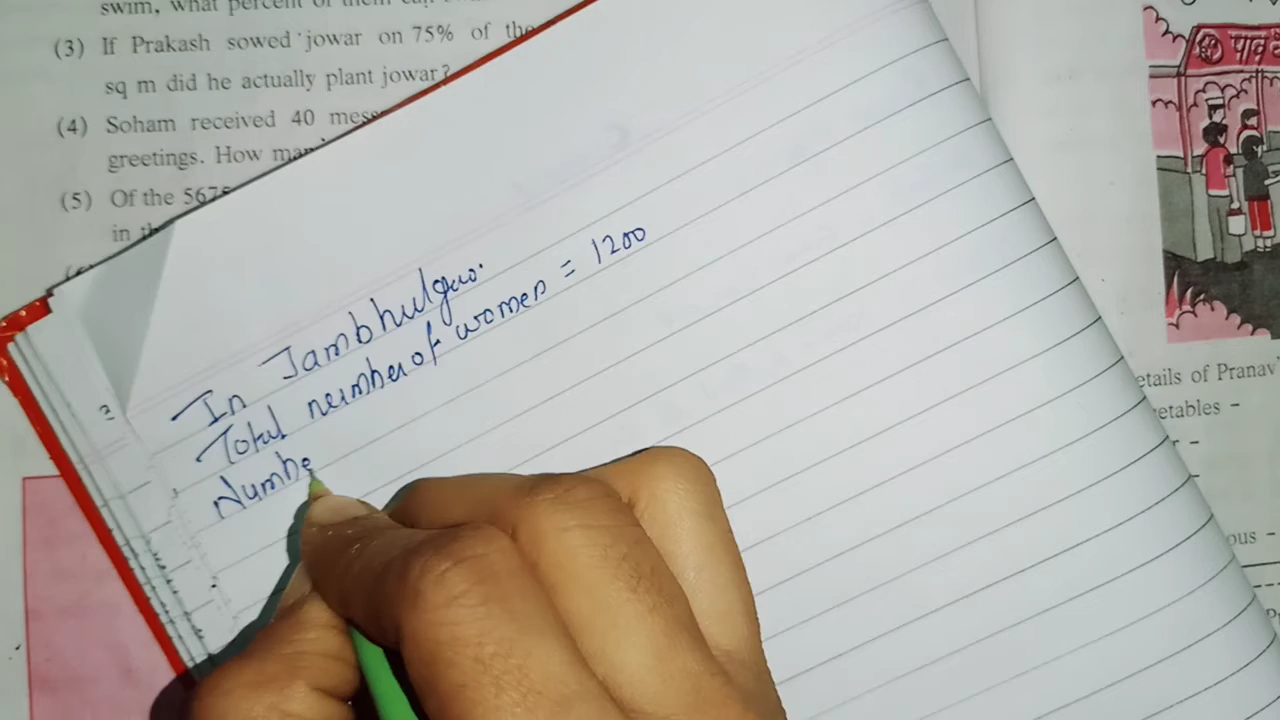 swim, what percent of them can
(3) If Prakash sowed jowar on 75% of the
sq m did he actually plant jowar?
(4) Soham received 40
greetings. How
(5) Of the 567
in
In Jambhulgao.
Total number of women = 1200
Numbe
पाव
etails of Pranav'
etables -
r -
ous -